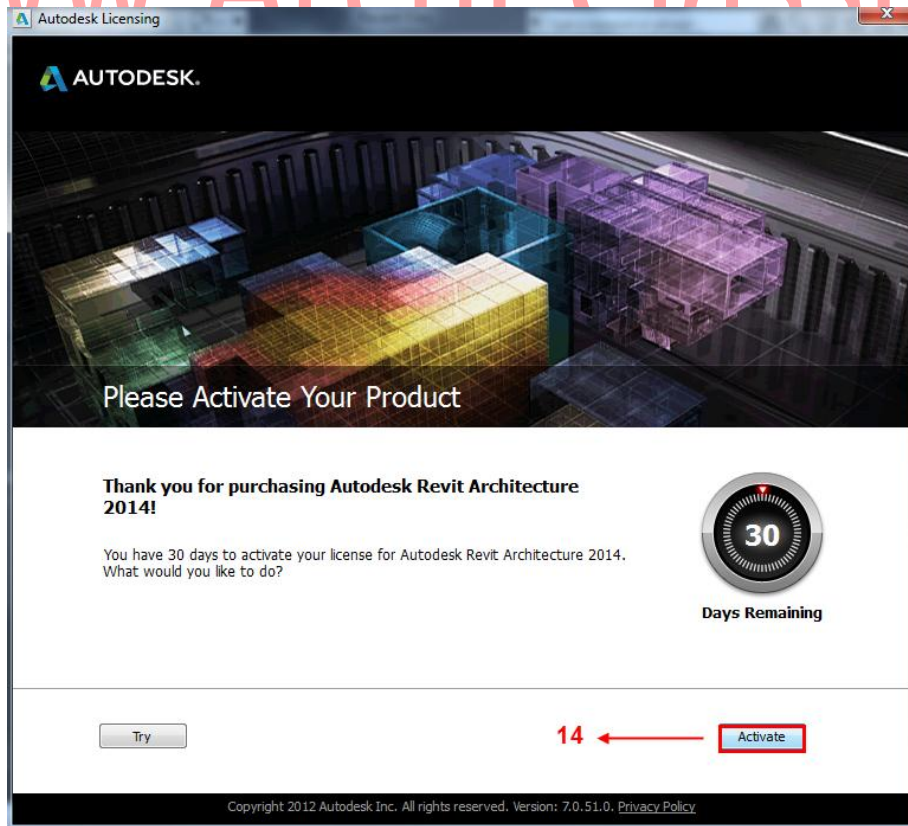 Autodesk Licensing
AUTODESK.
Please Activate Your Product
Thank you for purchasing Autodesk Revit Architecture
2014!
You have 30 days to activate your license for Autodesk Revit Architecture 2014.
What would you like to do?
30
Days Remaining
Try
14
Activate
Copyright 2012 Autodesk Inc. All rights reserved. Version: 7.0.51.0. Privacy Policy